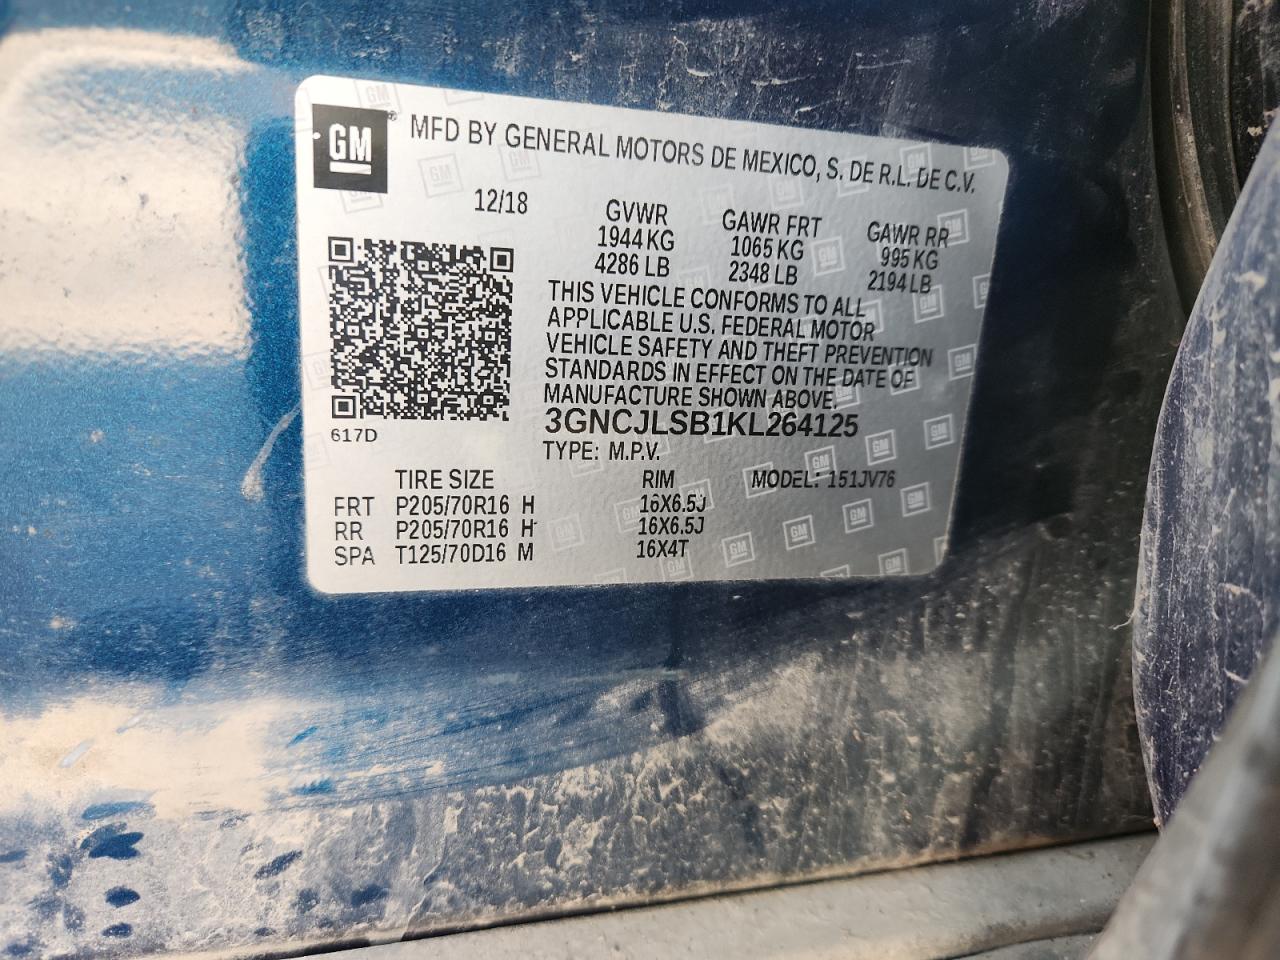 GM® MFD BY GENERAL MOTORS DE MEXICO, S. DE R.L. DE C.V.
12/18 GVWR GAWR FRT GAWR RR
1944 KG 1065 KG 995 KG
4286 LB 2348 LB 2194 LB
THIS VEHICLE CONFORMS TO ALL
APPLICABLE U.S. FEDERAL MOTOR
VEHICLE SAFETY AND THEFT PREVENTION
STANDARDS IN EFFECT ON THE DATE OF
MANUFACTURE SHOWN ABOVE.
3GNCJLSB1KL264125
617D
TYPE: M.P.V.
TIRE SIZE RIM MODEL: 151JV76
FRT P205/70R16 H 16X6.5J
RR P205/70R16 H 16X6.5J
SPA T125/70D16 M 16X4T